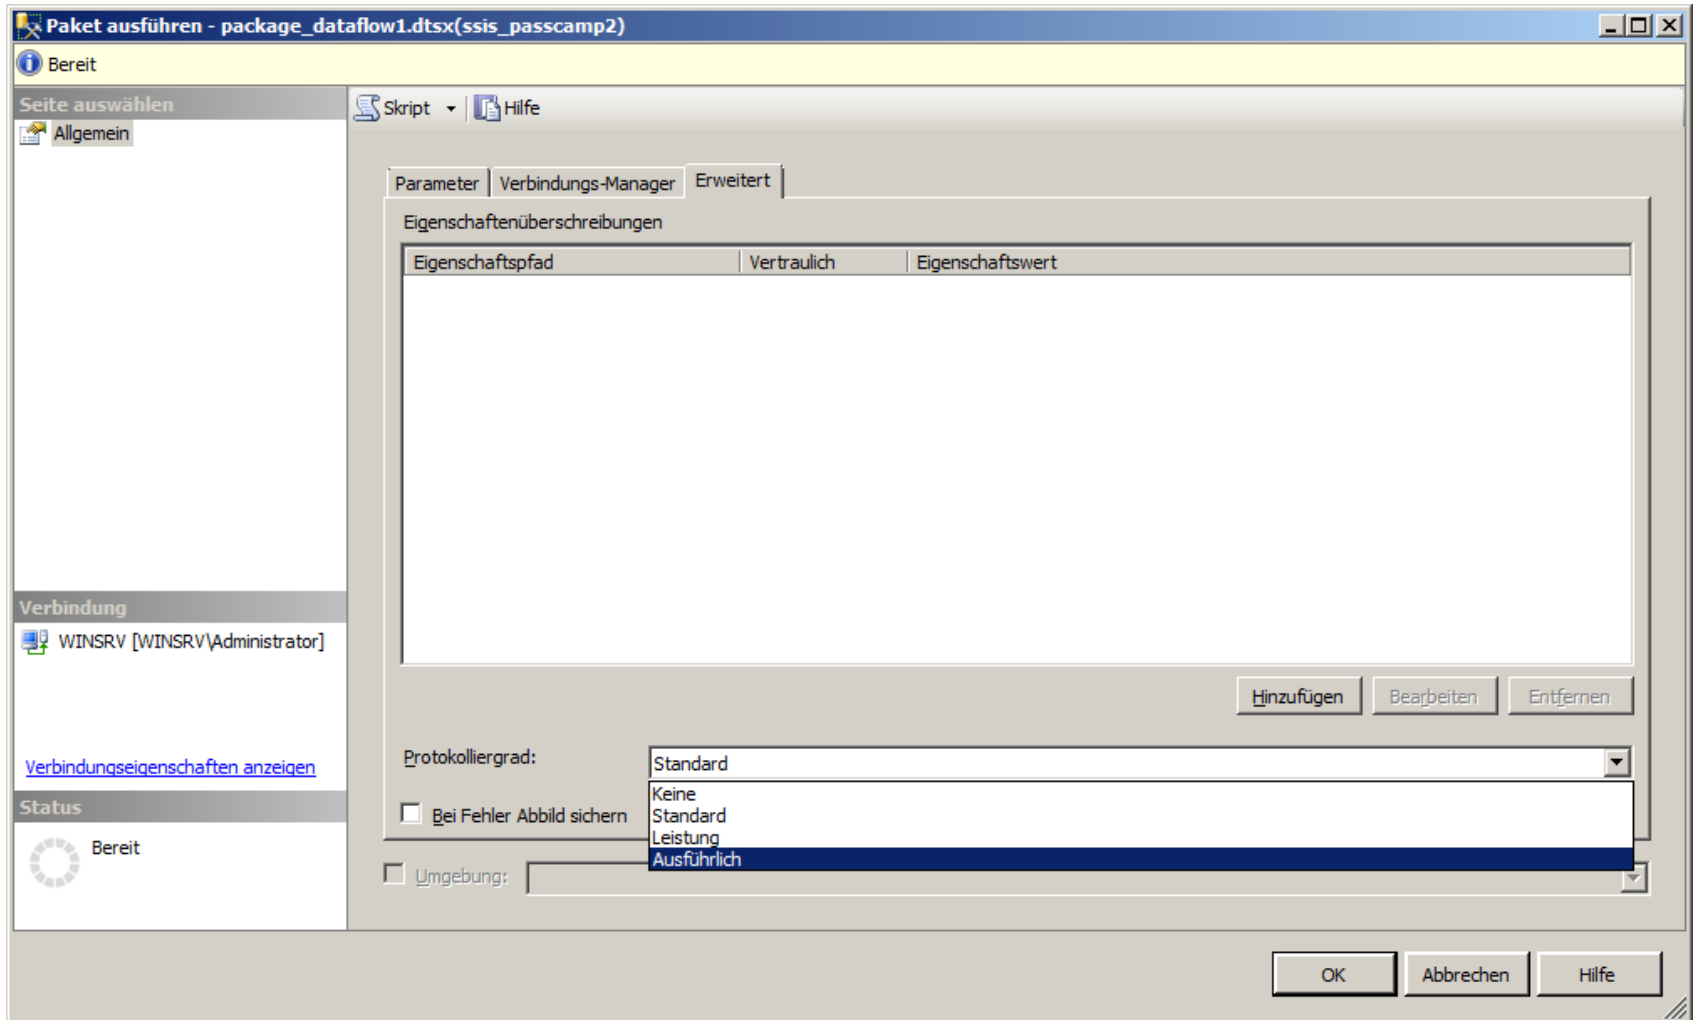 Paket ausführen - package_dataflow1.dtsx(ssis_passcamp2)
Bereit
Seite auswählen
Allgemein
Skript
Hilfe
Parameter
Verbindungs-Manager
Erweitert
Eigenschaftenüberschreibungen
Eigenschaftspfad
Vertraulich
Eigenschaftswert
Hinzufügen
Bearbeiten
Entfernen
Verbindung
WINSRV [WINSRV\Administrator]
Verbindungseigenschaften anzeigen
Status
Bereit
Protokolliergrad:
Standard
Keine
Standard
Leistung
Ausführlich
Bei Fehler Abbild sichern
Umgebung:
OK
Abbrechen
Hilfe